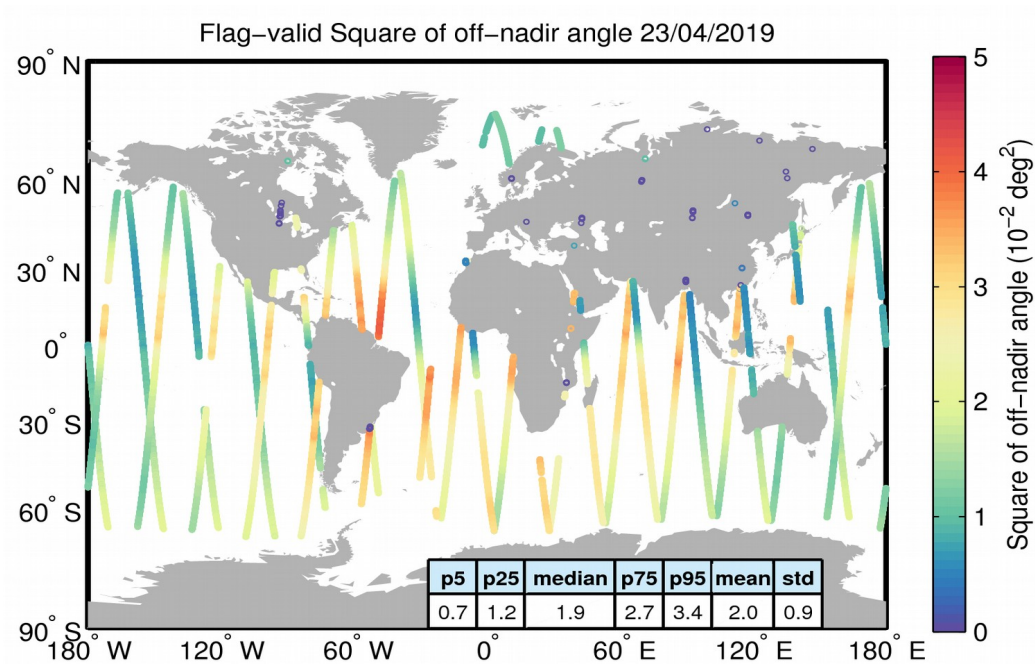 Flag−valid Square of off−nadir angle 23/04/2019
90° N
60° N
30° N
0°
30° S
60° S
90° S
180° W
120° W
60° W
0°
60° E
120° E
180° E
p5 p25 median p75 p95 mean std
0.7 1.2 1.9 2.7 3.4 2.0 0.9
5
4
3
2
1
0
Square of off−nadir angle (10⁻² deg²)